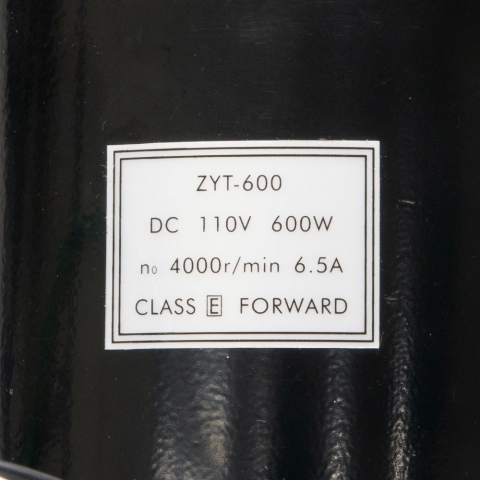 ZYT-600
DC 110V 600W
n₀ 4000r/min 6.5A
CLASS E FORWARD